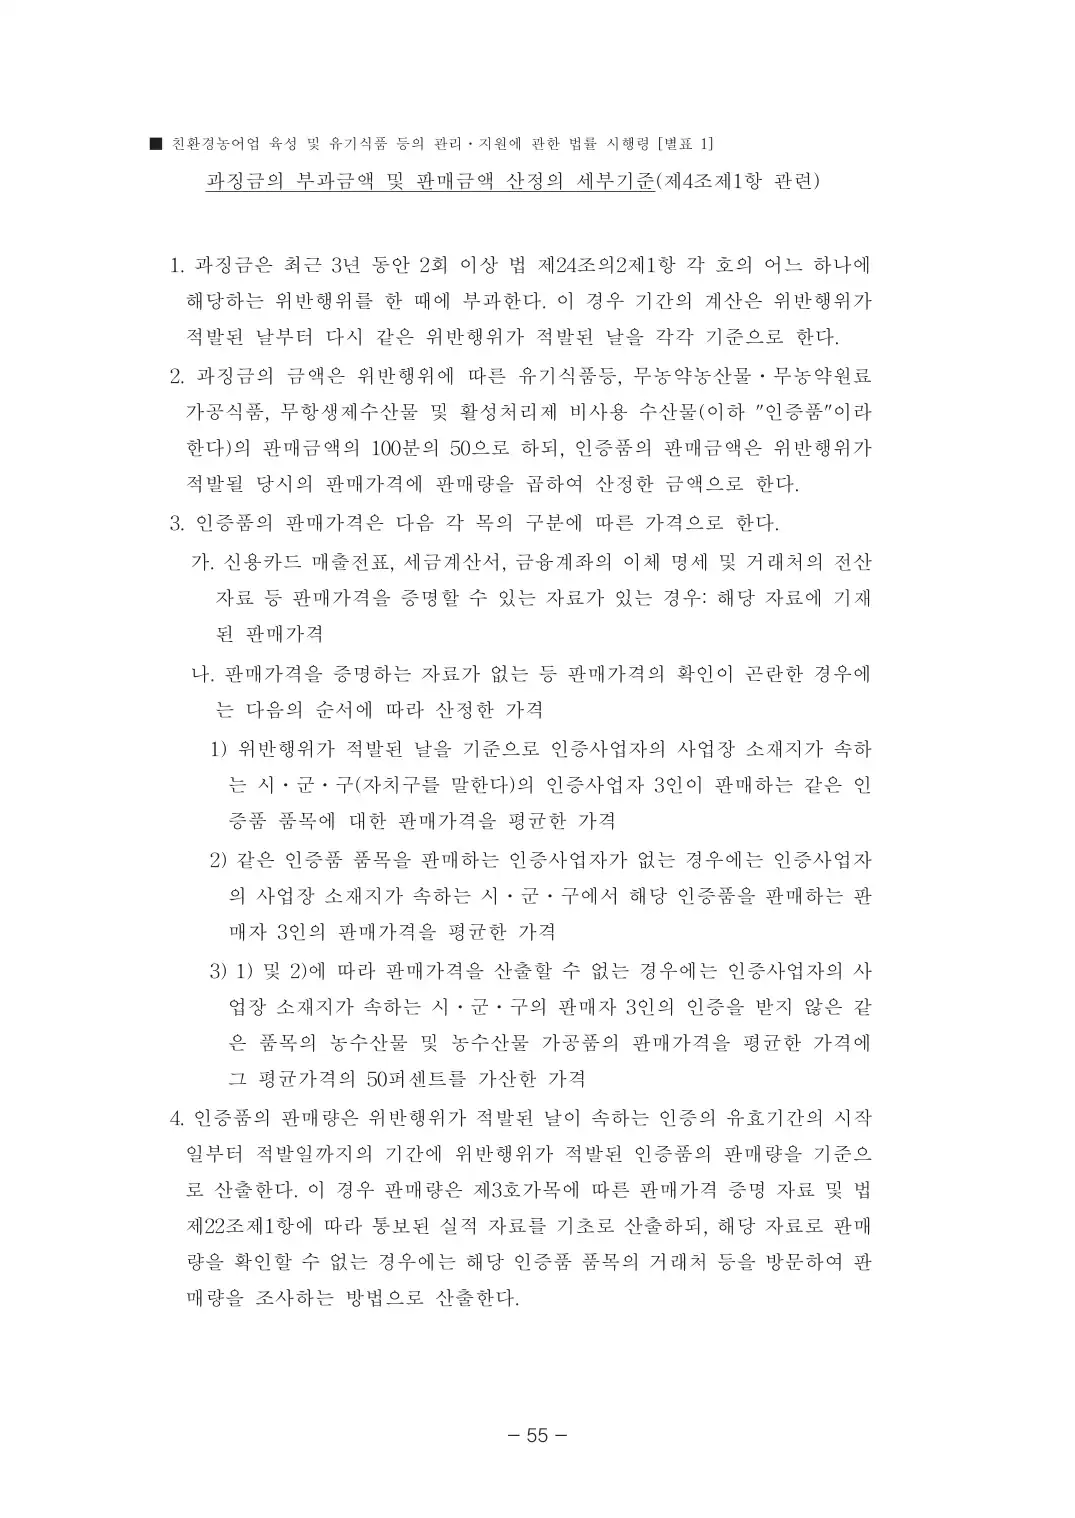 ■ 친환경농어업 육성 및 유기식품 등의 관리・지원에 관한 법률 시행령 [별표 1]
과징금의 부과금액 및 판매금액 산정의 세부기준(제4조제1항 관련)
1. 과징금은 최근 3년 동안 2회 이상 법 제24조의2제1항 각 호의 어느 하나에
해당하는 위반행위를 한 때에 부과한다. 이 경우 기간의 계산은 위반행위가
적발된 날부터 다시 같은 위반행위가 적발된 날을 각각 기준으로 한다.
2. 과징금의 금액은 위반행위에 따른 유기식품등, 무농약농산물・무농약원료
가공식품, 무항생제수산물 및 활성처리제 비사용 수산물(이하 "인증품"이라
한다)의 판매금액의 100분의 50으로 하되, 인증품의 판매금액은 위반행위가
적발될 당시의 판매가격에 판매량을 곱하여 산정한 금액으로 한다.
3. 인증품의 판매가격은 다음 각 목의 구분에 따른 가격으로 한다.
가. 신용카드 매출전표, 세금계산서, 금융계좌의 이체 명세 및 거래처의 전산
자료 등 판매가격을 증명할 수 있는 자료가 있는 경우: 해당 자료에 기재
된 판매가격
나. 판매가격을 증명하는 자료가 없는 등 판매가격의 확인이 곤란한 경우에
는 다음의 순서에 따라 산정한 가격
1) 위반행위가 적발된 날을 기준으로 인증사업자의 사업장 소재지가 속하
는 시・군・구(자치구를 말한다)의 인증사업자 3인이 판매하는 같은 인
증품 품목에 대한 판매가격을 평균한 가격
2) 같은 인증품 품목을 판매하는 인증사업자가 없는 경우에는 인증사업자
의 사업장 소재지가 속하는 시・군・구에서 해당 인증품을 판매하는 판
매자 3인의 판매가격을 평균한 가격
3) 1) 및 2)에 따라 판매가격을 산출할 수 없는 경우에는 인증사업자의 사
업장 소재지가 속하는 시・군・구의 판매자 3인의 인증을 받지 않은 같
은 품목의 농수산물 및 농수산물 가공품의 판매가격을 평균한 가격에
그 평균가격의 50퍼센트를 가산한 가격
4. 인증품의 판매량은 위반행위가 적발된 날이 속하는 인증의 유효기간의 시작
일부터 적발일까지의 기간에 위반행위가 적발된 인증품의 판매량을 기준으
로 산출한다. 이 경우 판매량은 제3호가목에 따른 판매가격 증명 자료 및 법
제22조제1항에 따라 통보된 실적 자료를 기초로 산출하되, 해당 자료로 판매
량을 확인할 수 없는 경우에는 해당 인증품 품목의 거래처 등을 방문하여 판
매량을 조사하는 방법으로 산출한다.
– 55 –